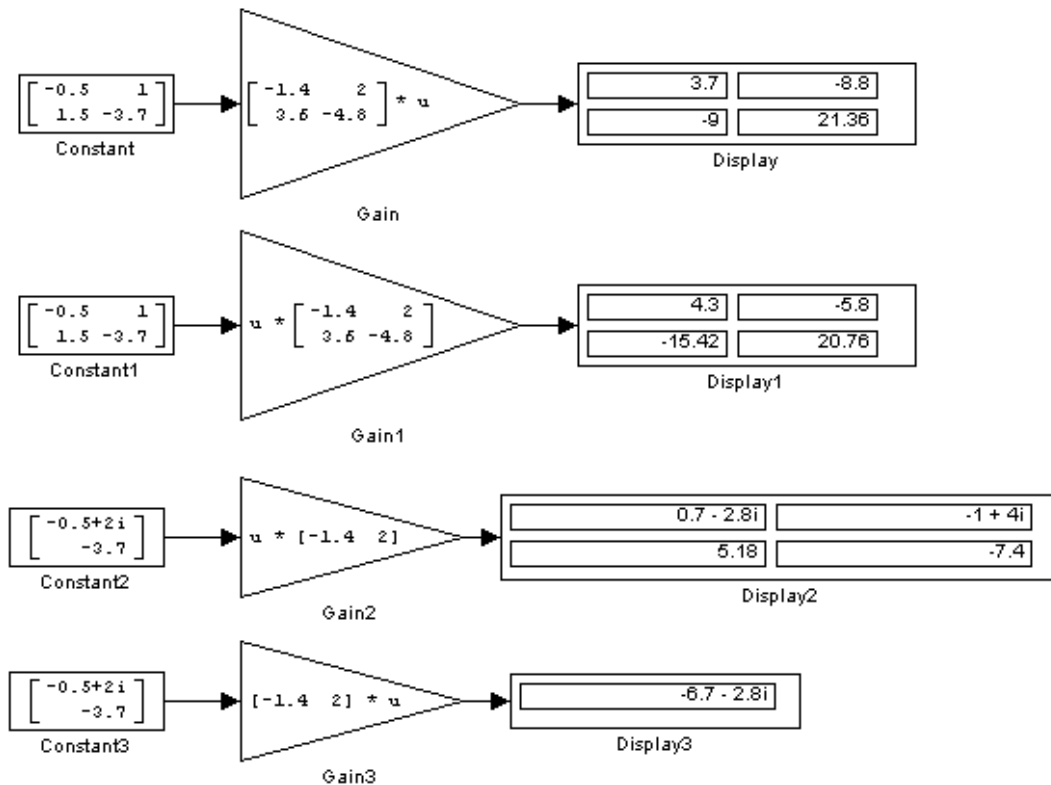 -0.5 1
1.5 -3.7
Constant
-1.4 2
3.6 -4.8
* u
Gain
3.7 -8.8
-9 21.36
Display
-0.5 1
1.5 -3.7
Constant1
u *
-1.4 2
3.6 -4.8
Gain1
4.3 -5.8
-15.42 20.76
Display1
-0.5+2i
-3.7
Constant2
u * [-1.4 2]
Gain2
0.7 - 2.8i -1 + 4i
5.18 -7.4
Display2
-0.5+2i
-3.7
Constant3
[-1.4 2] * u
Gain3
-6.7 - 2.8i
Display3